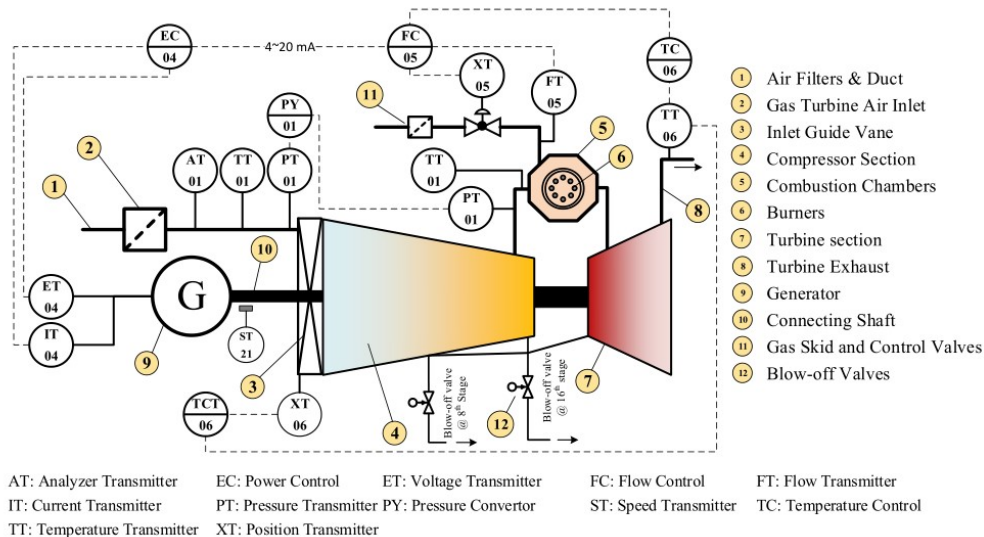 EC
04
4~20 mA
FC
05
TC
06
XT
05
FT
05
11
PY
01
TT
06
1
2
AT
01
TT
01
PT
01
TT
01
PT
01
5
6
8
10
G
ET
04
IT
04
9
ST
21
3
TCT
06
XT
06
4
Blow-off valve
@ 8th Stage
12
Blow-off valve
@ 16th stage
7
1 Air Filters & Duct
2 Gas Turbine Air Inlet
3 Inlet Guide Vane
4 Compressor Section
5 Combustion Chambers
6 Burners
7 Turbine section
8 Turbine Exhaust
9 Generator
10 Connecting Shaft
11 Gas Skid and Control Valves
12 Blow-off Valves
AT: Analyzer Transmitter EC: Power Control ET: Voltage Transmitter FC: Flow Control FT: Flow Transmitter
IT: Current Transmitter PT: Pressure Transmitter PY: Pressure Convertor ST: Speed Transmitter TC: Temperature Control
TT: Temperature Transmitter XT: Position Transmitter